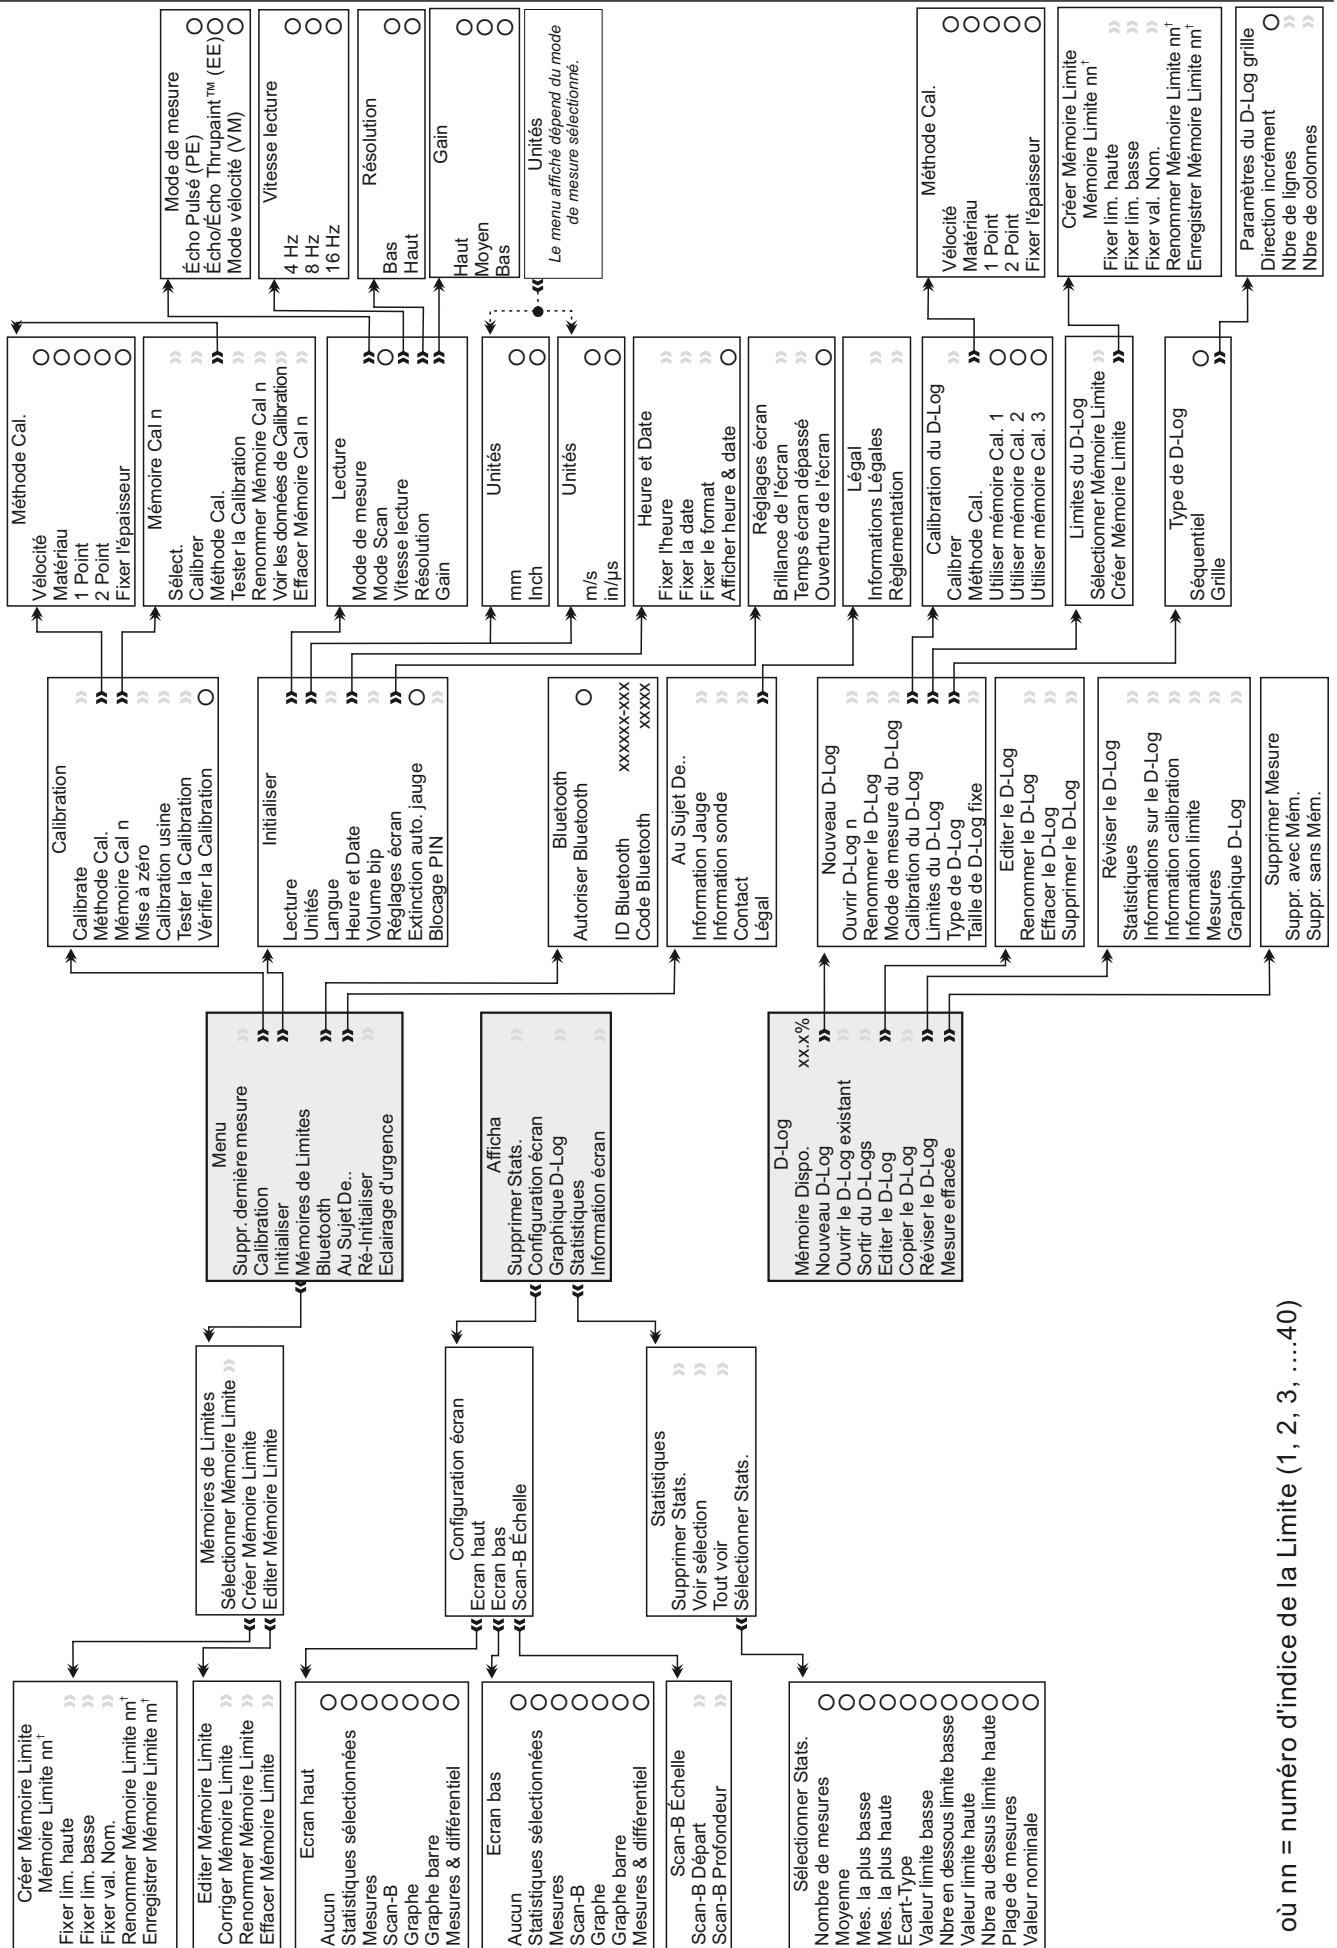 Créer Mémoire Limite
Mémoire Limite nn†
Fixer lim. haute
Fixer lim. basse
Fixer val. Nom.
Renommer Mémoire Limite nn†
Enregistrer Mémoire Limite nn†
Editer Mémoire Limite
Corriger Mémoire Limite
Renommer Mémoire Limite
Effacer Mémoire Limite
Ecran haut
Aucun
Statistiques sélectionnées
Mesures
Scan-B
Graphe
Graphe barre
Mesures & différentiel
Ecran bas
Aucun
Statistiques sélectionnées
Mesures
Scan-B
Graphe
Graphe barre
Mesures & différentiel
Scan-B Échelle
Scan-B Départ
Scan-B Profondeur
Sélectionner Stats.
Nombre de mesures
Moyenne
Mes. la plus basse
Mes. la plus haute
Ecart-Type
Valeur limite basse
Nbre en dessous limite basse
Valeur limite haute
Nbre au dessus limite haute
Plage de mesures
Valeur nominale
Mémoires de Limites
Sélectionner Mémoire Limite
Créer Mémoire Limite
Editer Mémoire Limite
Configuration écran
Ecran haut
Ecran bas
Scan-B Échelle
Statistiques
Supprimer Stats.
Voir sélection
Tout voir
Sélectionner Stats.
Menu
Suppr. dernière mesure
Calibration
Initialiser
Mémoires de Limites
Bluetooth
Au Sujet De..
Ré-Initialiser
Eclairage d'urgence
Afficha
Supprimer Stats.
Configuration écran
Graphique D-Log
Statistiques
Information écran
D-Log
Mémoire Dispo. xx.x%
Nouveau D-Log
Ouvrir le D-Log existant
Sortir du D-Logs
Editer le D-Log
Copier le D-Log
Réviser le D-Log
Mesure effacée
Calibration
Calibrate
Méthode Cal.
Mémoire Cal n
Mise à zéro
Calibration usine
Tester la Calibration
Vérifier la Calibration
Initialiser
Lecture
Unités
Langue
Heure et Date
Volume bip
Réglages écran
Extinction auto. jauge
Blocage PIN
Bluetooth
Autoriser Bluetooth
ID Bluetooth xxxxxx-xxx
Code Bluetooth xxxxx
Au Sujet De..
Information Jauge
Information sonde
Contact
Légal
Nouveau D-Log
Ouvrir D-Log n
Renommer le D-Log
Mode de mesure du D-Log
Calibration du D-Log
Limites du D-Log
Type de D-Log
Taille de D-Log fixe
Editer le D-Log
Renommer le D-Log
Effacer le D-Log
Supprimer le D-Log
Réviser le D-Log
Statistiques
Informations sur le D-Log
Information calibration
Information limite
Mesures
Graphique D-Log
Supprimer Mesure
Suppr. avec Mém.
Suppr. sans Mém.
Méthode Cal.
Vélocité
Matériau
1 Point
2 Point
Fixer l'épaisseur
Mémoire Cal n
Sélect.
Calibrer
Méthode Cal.
Tester la Calibration
Renommer Mémoire Cal n
Voir les données de Calibration
Effacer Mémoire Cal n
Lecture
Mode de mesure
Mode Scan
Vitesse lecture
Résolution
Gain
Unités
mm
Inch
Unités
m/s
in/µs
Heure et Date
Fixer l'heure
Fixer la date
Fixer le format
Afficher heure & date
Réglages écran
Brillance de l'écran
Temps écran dépassé
Ouverture de l'écran
Légal
Informations Légales
Règlementation
Calibration du D-Log
Calibrer
Méthode Cal.
Utiliser mémoire Cal. 1
Utiliser mémoire Cal. 2
Utiliser mémoire Cal. 3
Limites du D-Log
Sélectionner Mémoire Limite
Créer Mémoire Limite
Type de D-Log
Séquentiel
Grille
Mode de mesure
Écho Pulsé (PE)
Écho/Écho Thrupaint™ (EE)
Mode vélocité (VM)
Vitesse lecture
4 Hz
8 Hz
16 Hz
Résolution
Bas
Haut
Gain
Haut
Moyen
Bas
Unités
Le menu affiché dépend du mode
de mesure sélectionné.
Méthode Cal.
Vélocité
Matériau
1 Point
2 Point
Fixer l'épaisseur
Créer Mémoire Limite
Mémoire Limite nn†
Fixer lim. haute
Fixer lim. basse
Fixer val. Nom.
Renommer Mémoire Limite nn†
Enregistrer Mémoire Limite nn†
Paramètres du D-Log grille
Direction incrément
Nbre de lignes
Nbre de colonnes
où nn = numéro d'indice de la Limite (1, 2, 3, ....40)